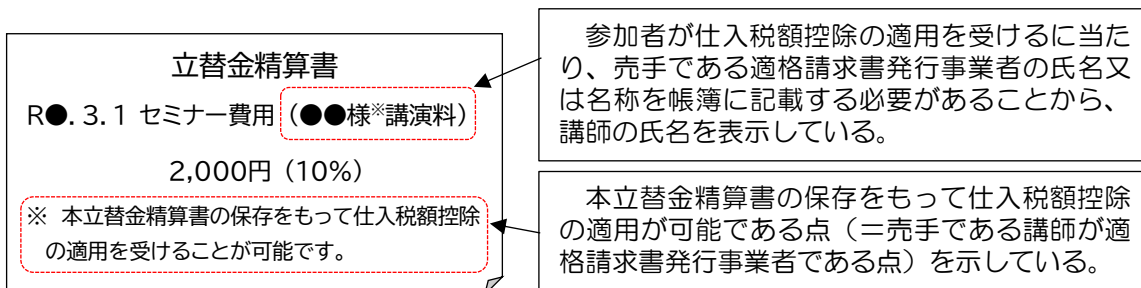 立替金精算書
R●.3.1 セミナー費用（●●様※講演料）
2,000円（10％）
※ 本立替金精算書の保存をもって仕入税額控除
の適用を受けることが可能です。
参加者が仕入税額控除の適用を受けるに当た
り、売手である適格請求書発行事業者の氏名又
は名称を帳簿に記載する必要があることから、
講師の氏名を表示している。
本立替金精算書の保存をもって仕入税額控除
の適用が可能である点（＝売手である講師が適
格請求書発行事業者である点）を示している。